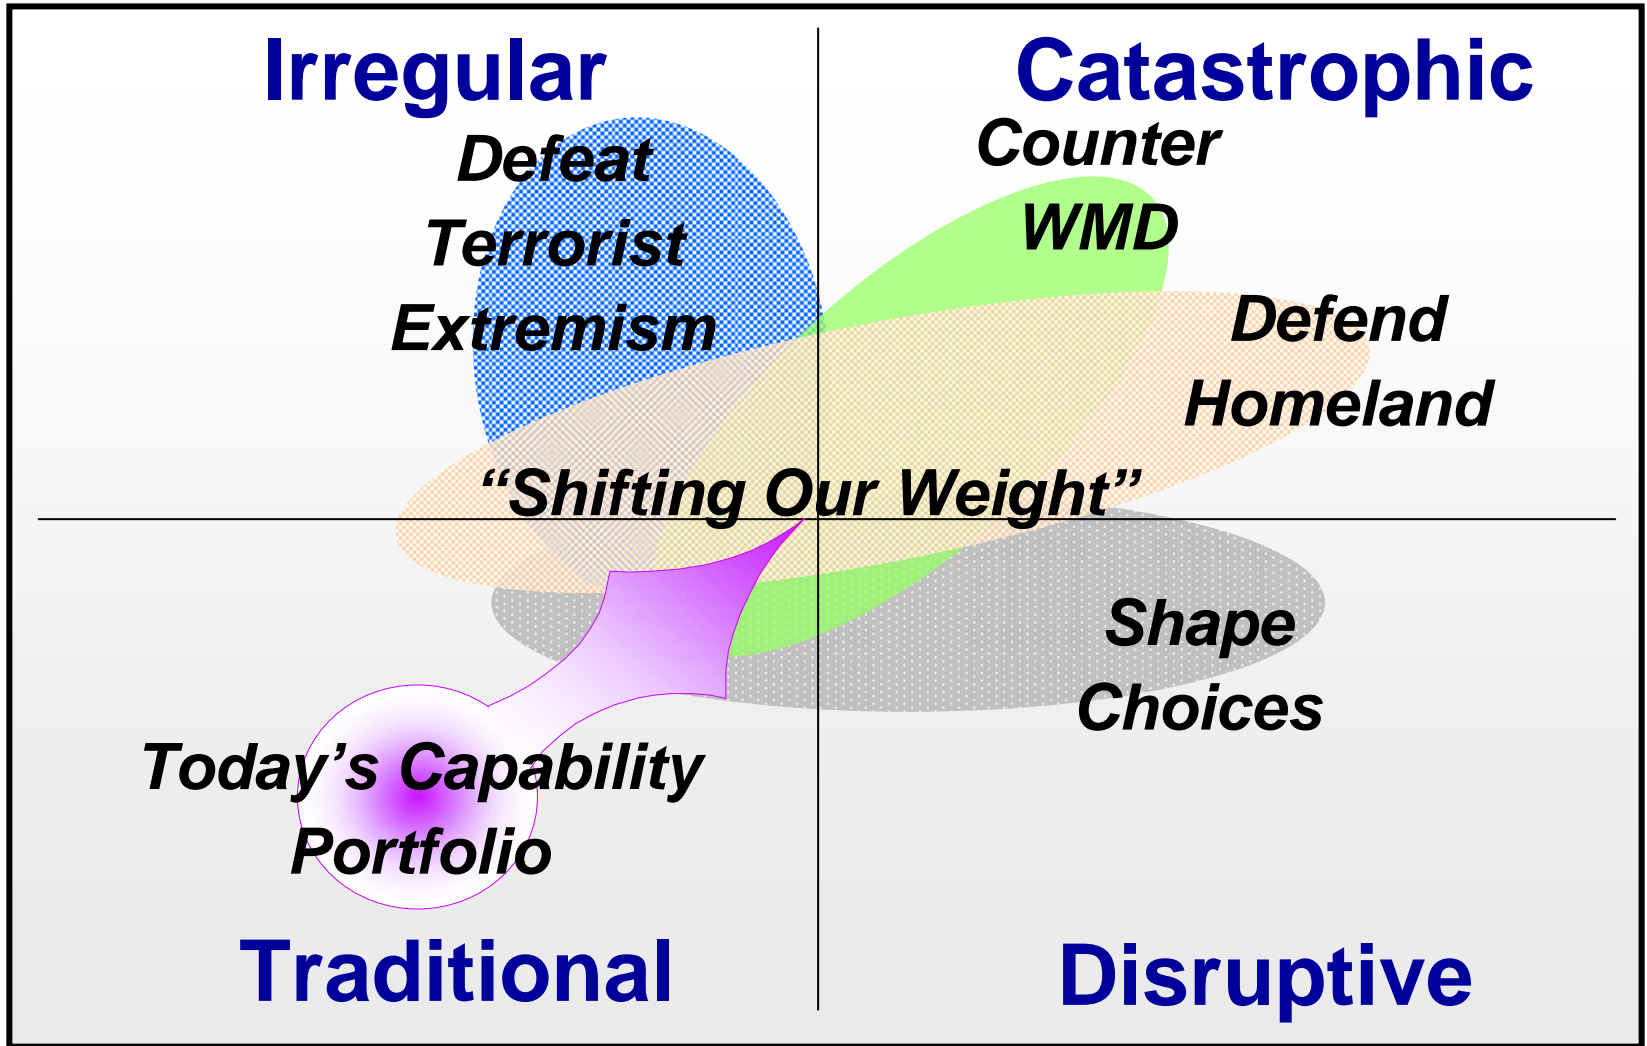 Irregular
Defeat
Terrorist
Extremism
Catastrophic
Counter
WMD
Defend
Homeland
“Shifting Our Weight”
Today’s Capability
Portfolio
Traditional
Shape
Choices
Disruptive